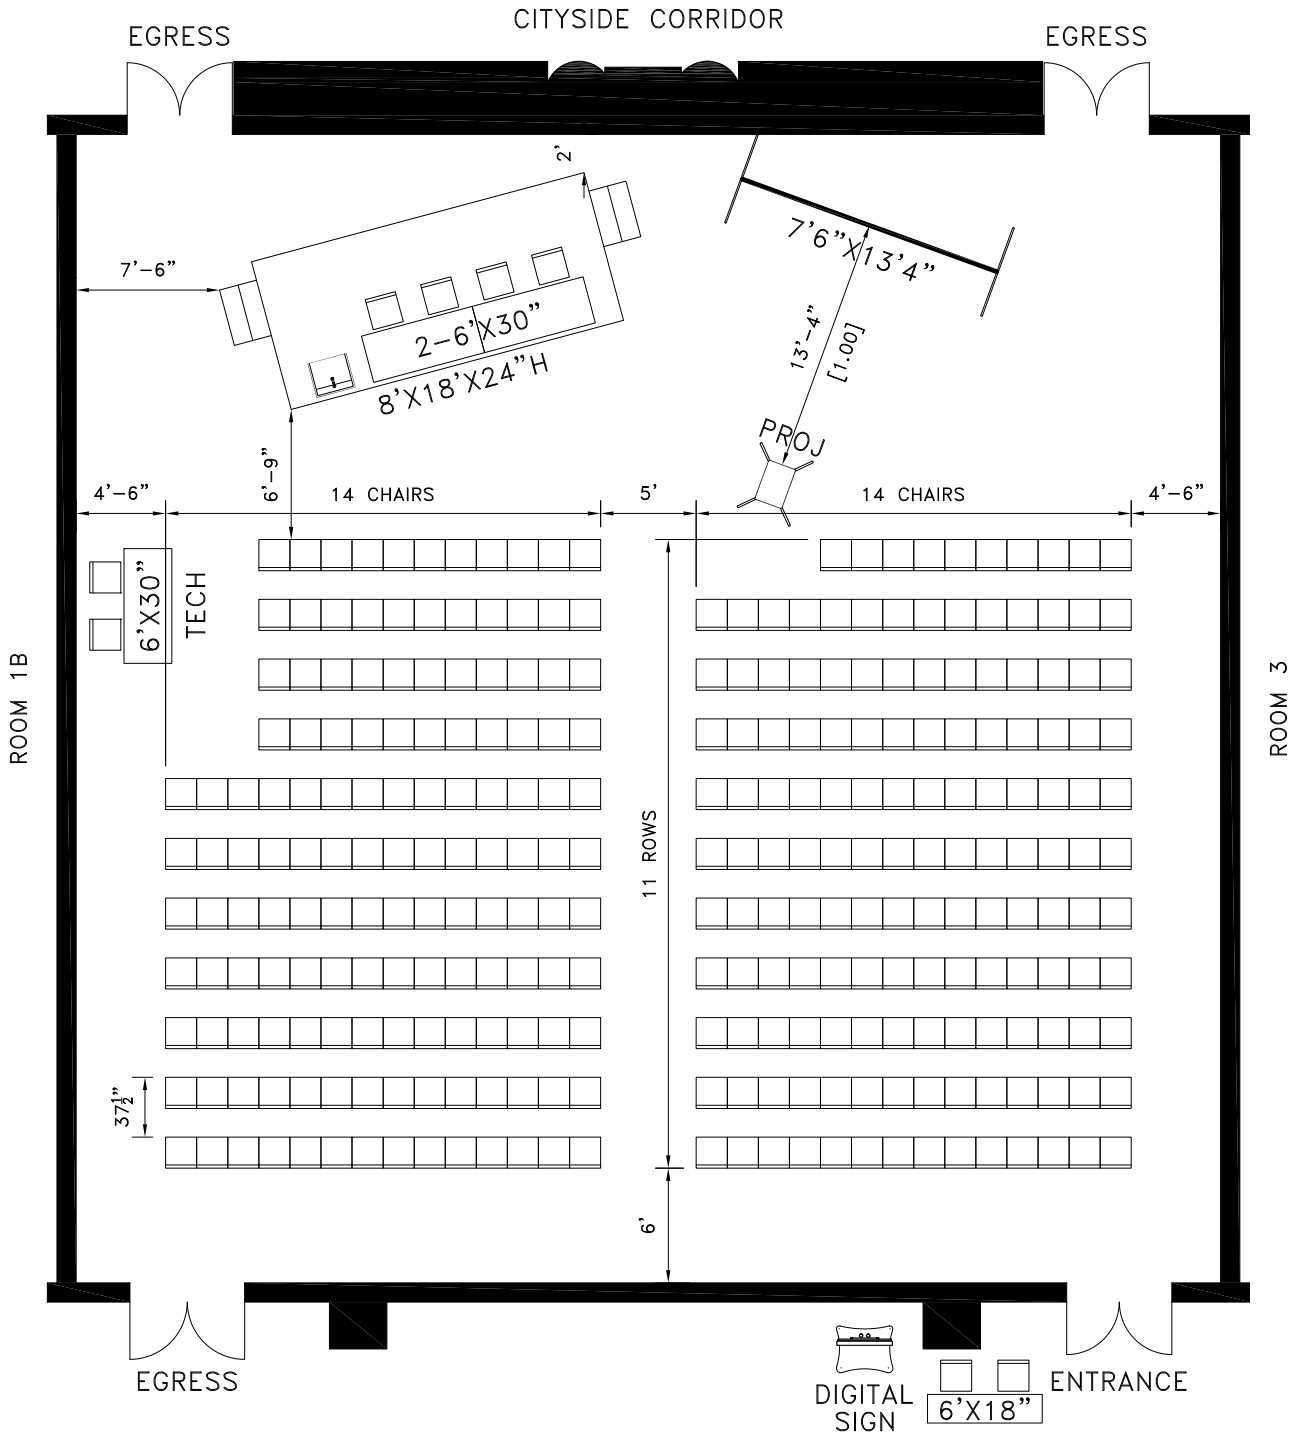 CITYSIDE CORRIDOR
EGRESS
EGRESS
2'
7'-6"
7'6"X13'4"
2-6'X30"
8'X18'X24"H
13'-4"
[1.00]
PROJ
6'-9"
4'-6"
14 CHAIRS
5'
14 CHAIRS
4'-6"
6'X30"
TECH
ROOM 1B
ROOM 3
11 ROWS
37½"
6'
EGRESS
ENTRANCE
DIGITAL
SIGN
6'X18"